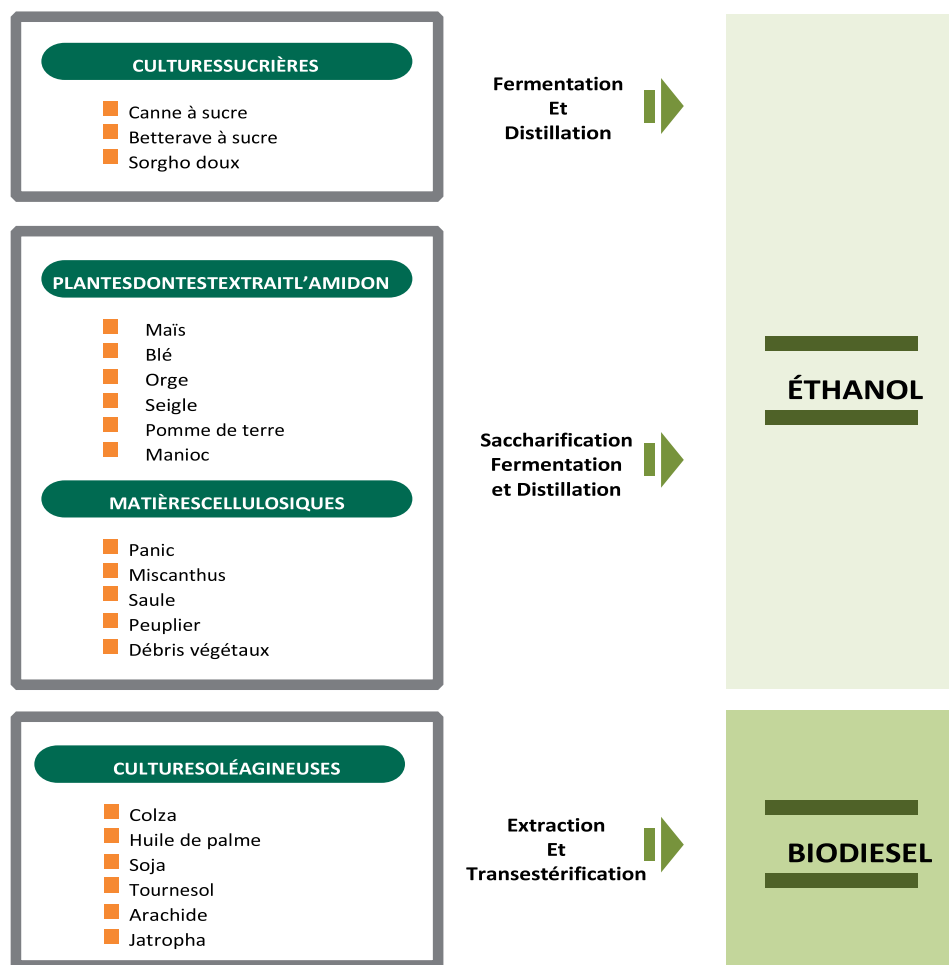 CULTURESSUCRIÈRES
Canne à sucre
Betterave à sucre
Sorgho doux
Fermentation
Et
Distillation
PLANTESDONTESTEXTRAITL’AMIDON
Maïs
Blé
Orge
Seigle
Pomme de terre
Manioc
MATIÈRESCELLULOSIQUES
Panic
Miscanthus
Saule
Peuplier
Débris végétaux
Saccharification
Fermentation
et Distillation
ÉTHANOL
CULTURESOLÉAGINEUSES
Colza
Huile de palme
Soja
Tournesol
Arachide
Jatropha
Extraction
Et
Transestérification
BIODIESEL